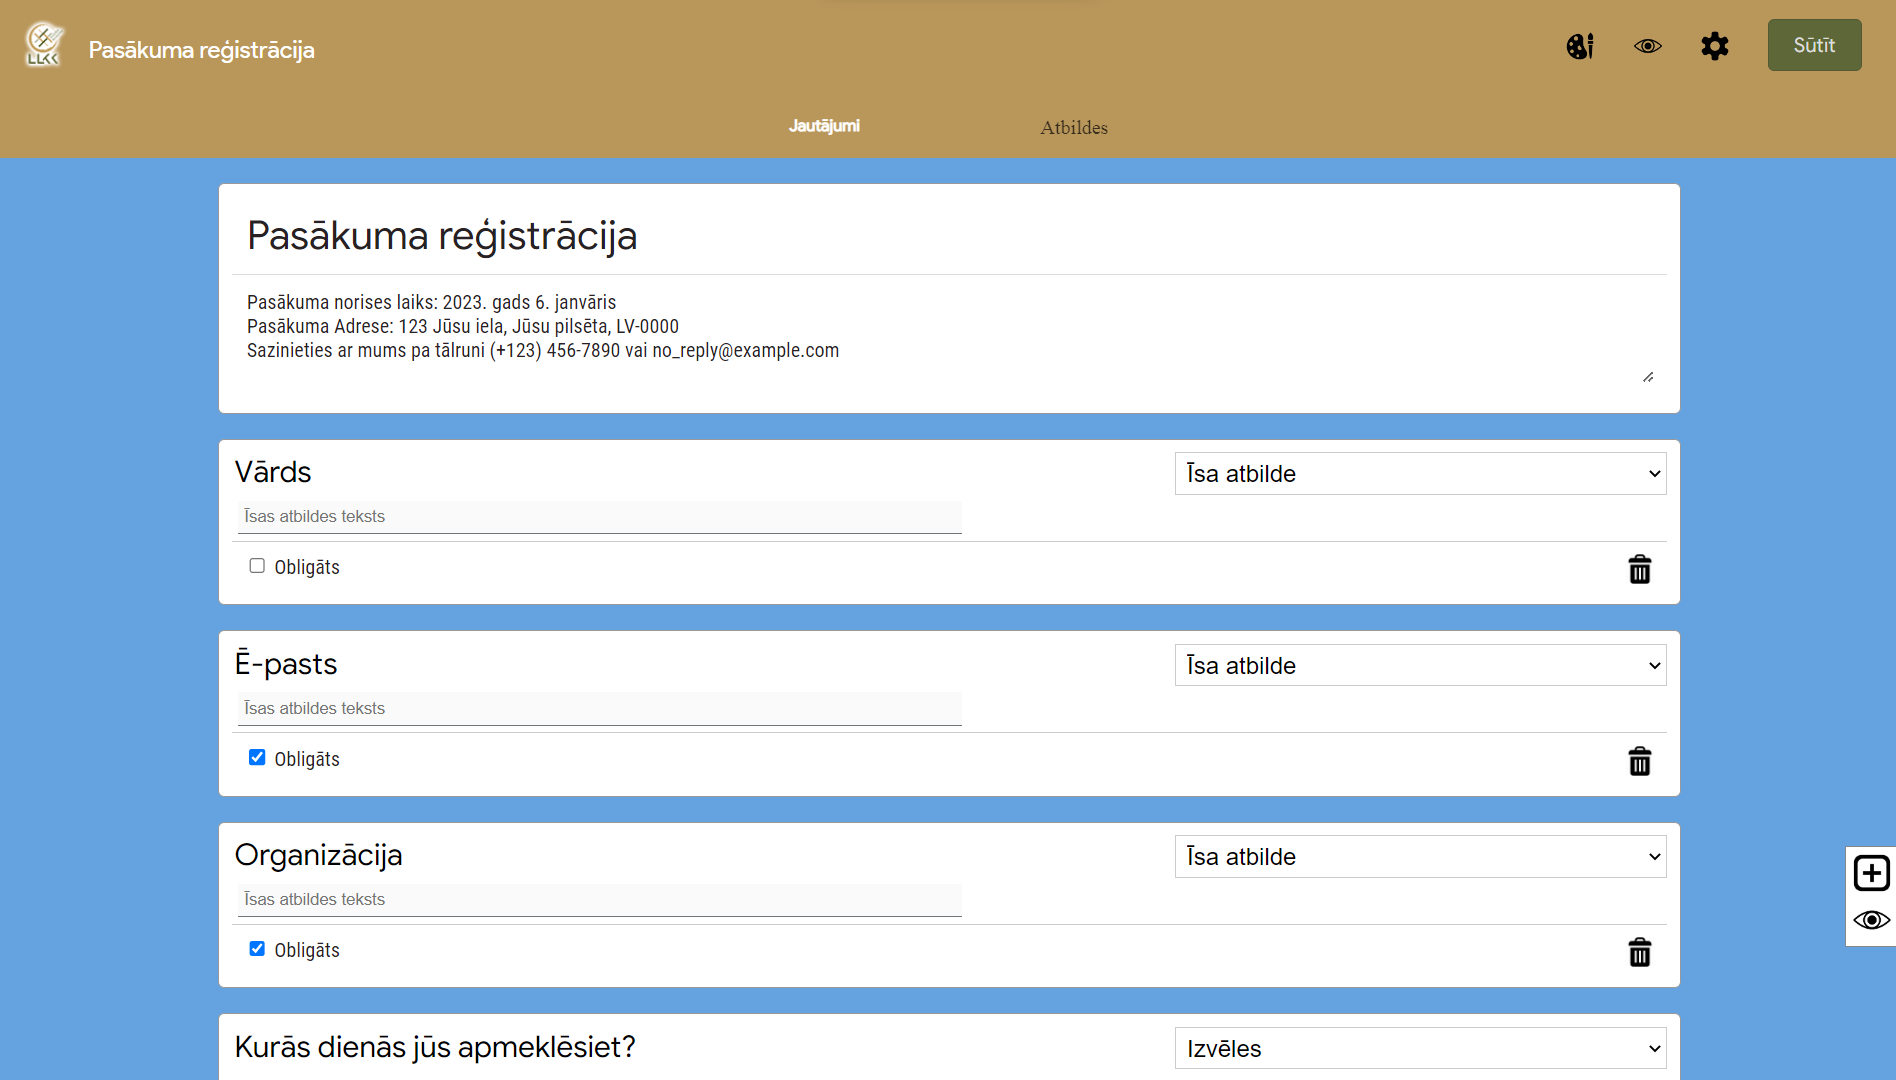 LLKC
Pasākuma reģistrācija
Sūtīt
Jautājumi
Atbildes
Pasākuma reģistrācija
Pasākuma norises laiks: 2023. gads 6. janvāris
Pasākuma Adrese: 123 Jūsu iela, Jūsu pilsēta, LV-0000
Sazinieties ar mums pa tālruni (+123) 456-7890 vai no_reply@example.com
Vārds
Īsa atbilde
Īsas atbildes teksts
Obligāts
Ē-pasts
Īsa atbilde
Īsas atbildes teksts
Obligāts
Organizācija
Īsa atbilde
Īsas atbildes teksts
Obligāts
Kurās dienās jūs apmeklēsiet?
Izvēles